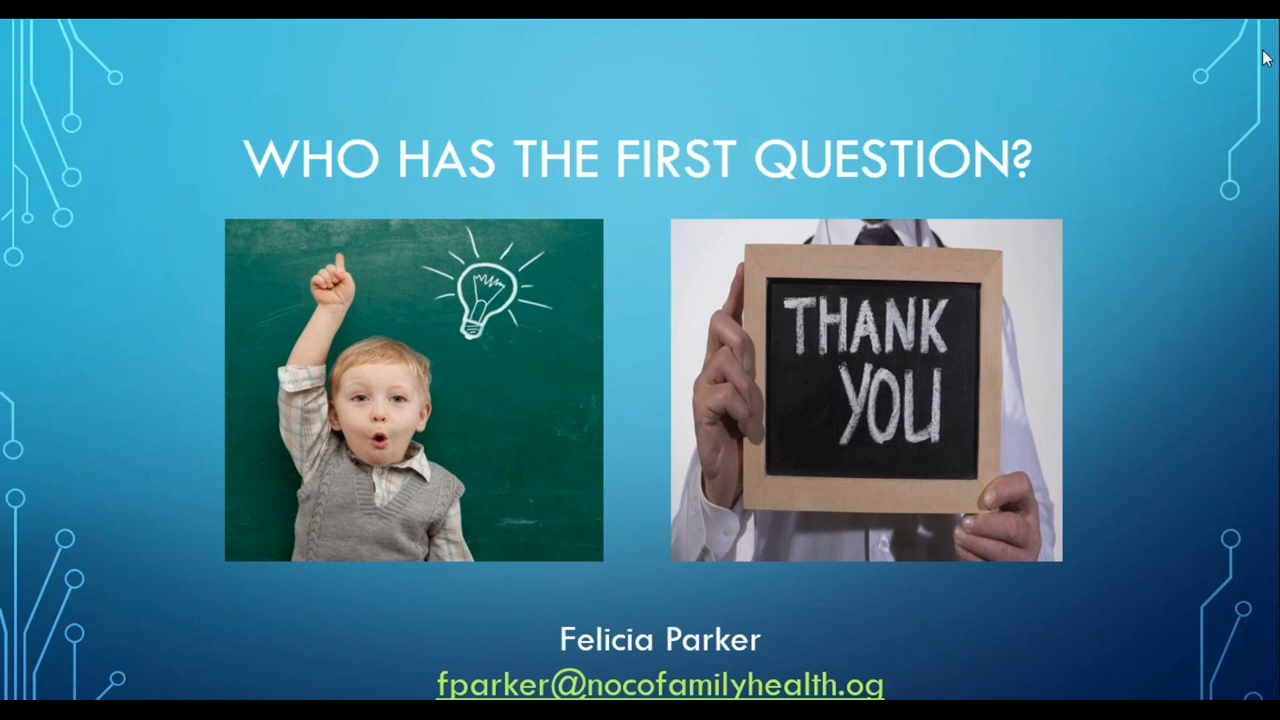 WHO HAS THE FIRST QUESTION?
THANK
YOU
Felicia Parker
fparker@nocofamilyhealth.og